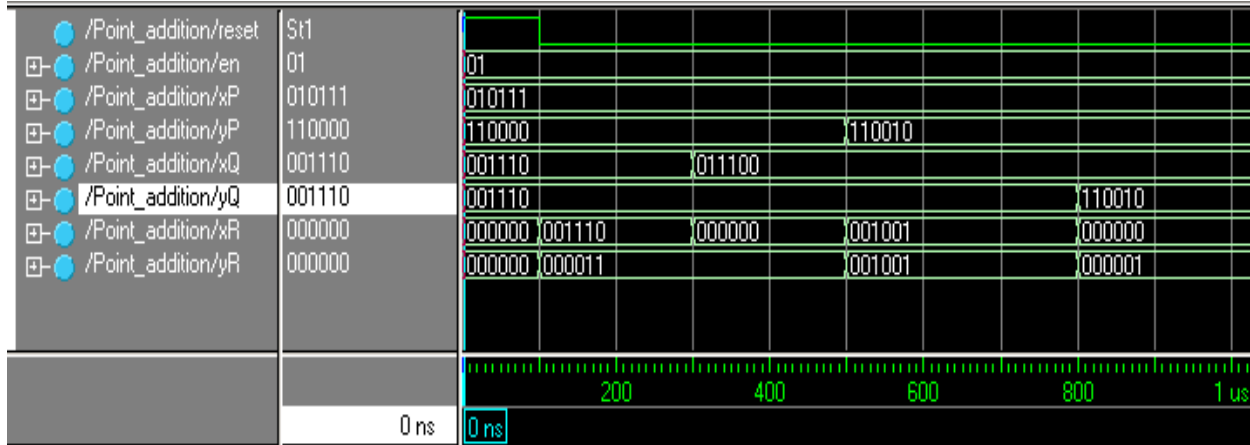 /Point_addition/reset St1
/Point_addition/en 01 01
/Point_addition/xP 010111 010111
/Point_addition/yP 110000 110000 110010
/Point_addition/xQ 001110 001110 011100
/Point_addition/yQ 001110 001110 110010
/Point_addition/xR 000000 000000 001110 000000 001001 000000
/Point_addition/yR 000000 000000 000011 001001 000001
200 400 600 800 1 us
0 ns 0 ns